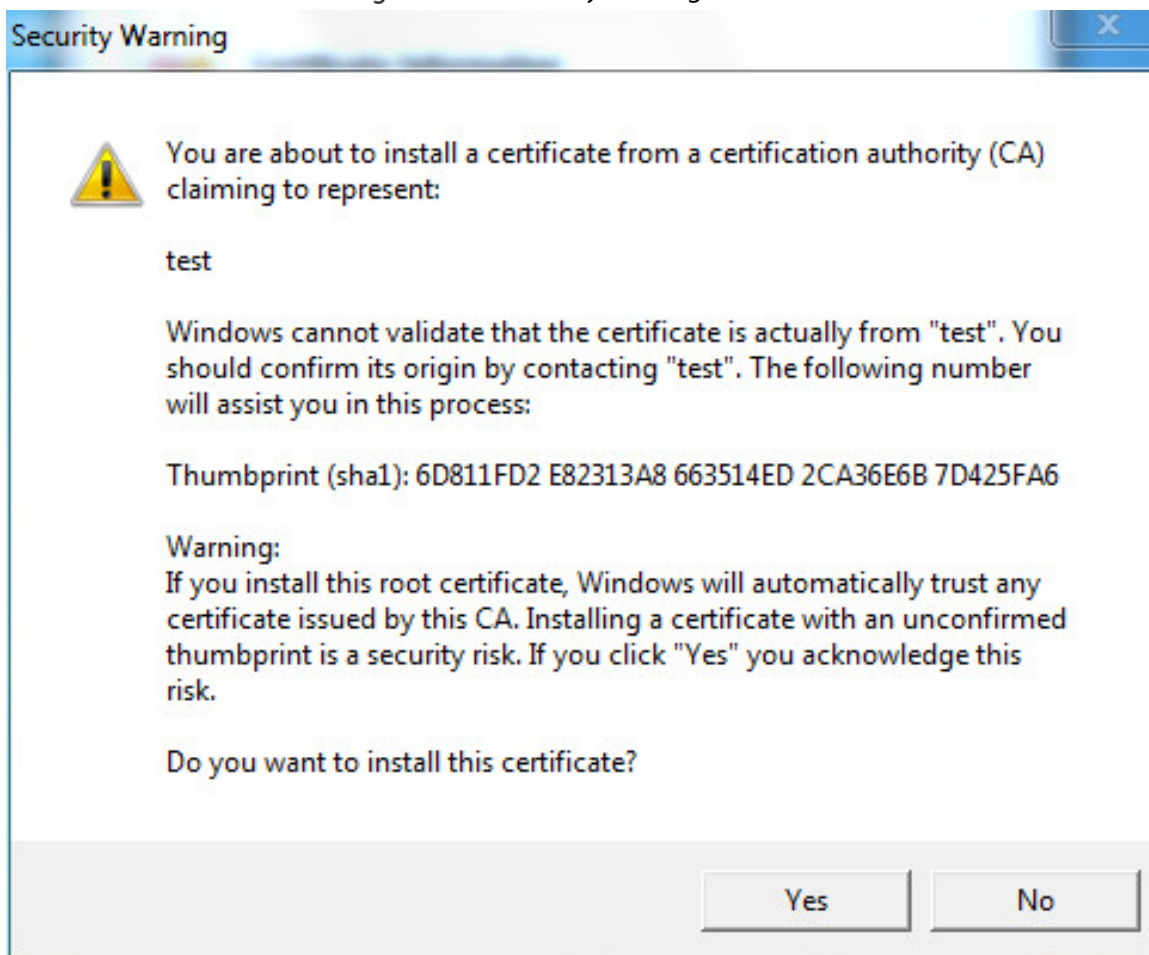 Security Warning
X
You are about to install a certificate from a certification authority (CA)
claiming to represent:
test
Windows cannot validate that the certificate is actually from "test". You
should confirm its origin by contacting "test". The following number
will assist you in this process:
Thumbprint (sha1): 6D811FD2 E82313A8 663514ED 2CA36E6B 7D425FA6
Warning:
If you install this root certificate, Windows will automatically trust any
certificate issued by this CA. Installing a certificate with an unconfirmed
thumbprint is a security risk. If you click "Yes" you acknowledge this
risk.
Do you want to install this certificate?
Yes
No